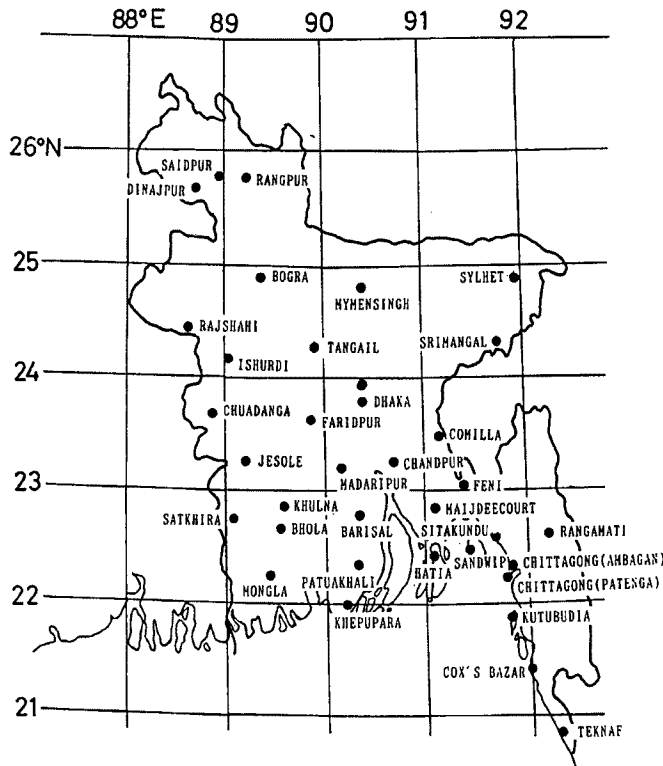 88°E 89 90 91 92
26°N
SAIDPUR
DINAJPUR RANGPUR
25
BOGRA SYLHET
MYMENSINGH
RAJSHAHI TANGAIL SRIMANGAL
ISHURDI
24
DHAKA
CHUADANGA FARIDPUR
COMILLA
JESOLE CHANDPUR
MADARIPUR FENI
23
KHULNA MAIJDEECOURT
SATKHIRA BHOLA BARISAL SITAKUNDU RANGAMATI
SANDWIP CHITTAGONG(AMBAGAN)
MONGLA PATUAKHALI HATIA CHITTAGONG(PATENGA)
22
KHEPUPARA KUTUBUDIA
COX'S BAZAR
21
TEKNAF